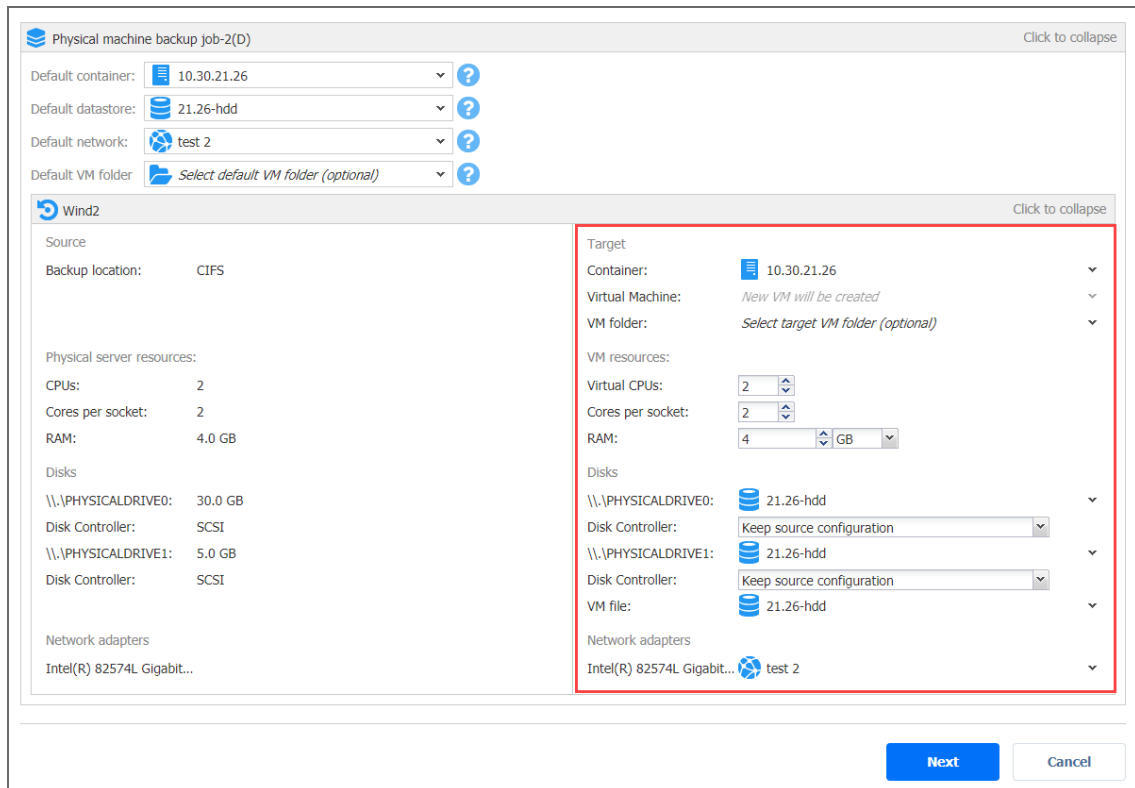 Physical machine backup job-2(D) Click to collapse
Default container: 10.30.21.26 ?
Default datastore: 21.26-hdd ?
Default network: test 2 ?
Default VM folder Select default VM folder (optional) ?
Wind2 Click to collapse
Source
Backup location: CIFS
Physical server resources:
CPUs: 2
Cores per socket: 2
RAM: 4.0 GB
Disks
\\.\PHYSICALDRIVE0: 30.0 GB
Disk Controller: SCSI
\\.\PHYSICALDRIVE1: 5.0 GB
Disk Controller: SCSI
Network adapters
Intel(R) 82574L Gigabit...
Target
Container: 10.30.21.26
Virtual Machine: New VM will be created
VM folder: Select target VM folder (optional)
VM resources:
Virtual CPUs: 2
Cores per socket: 2
RAM: 4 GB
Disks
\\.\PHYSICALDRIVE0: 21.26-hdd
Disk Controller: Keep source configuration
\\.\PHYSICALDRIVE1: 21.26-hdd
Disk Controller: Keep source configuration
VM file: 21.26-hdd
Network adapters
Intel(R) 82574L Gigabit... test 2
Next Cancel